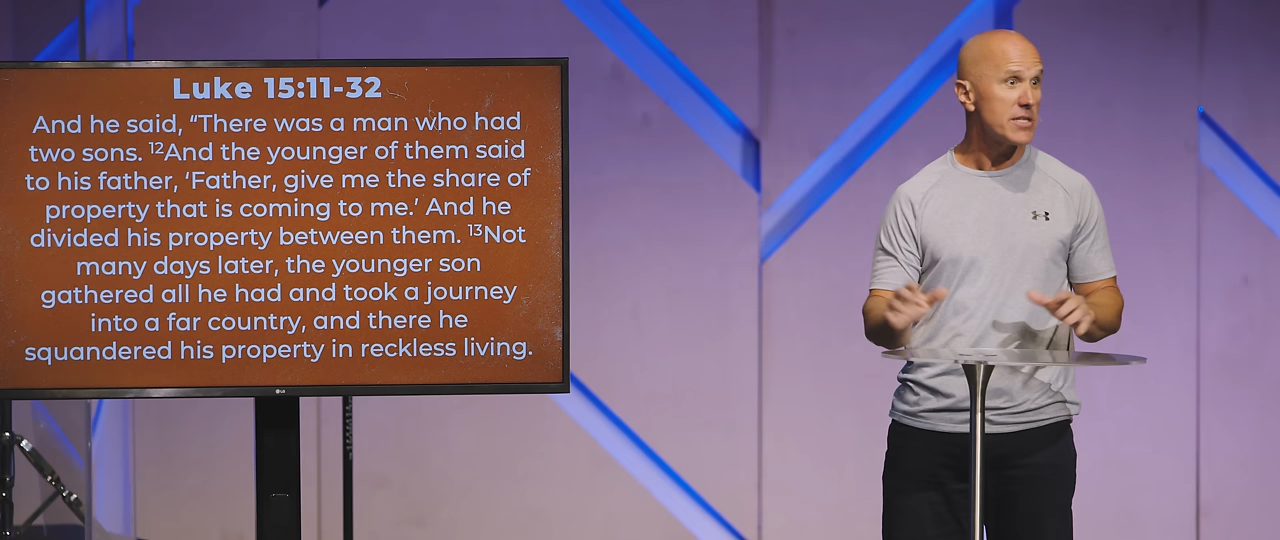 Luke 15:11-32
And he said, “There was a man who had
two sons. ¹²And the younger of them said
to his father, ‘Father, give me the share of
property that is coming to me.’ And he
divided his property between them. ¹³Not
many days later, the younger son
gathered all he had and took a journey
into a far country, and there he
squandered his property in reckless living.
LG